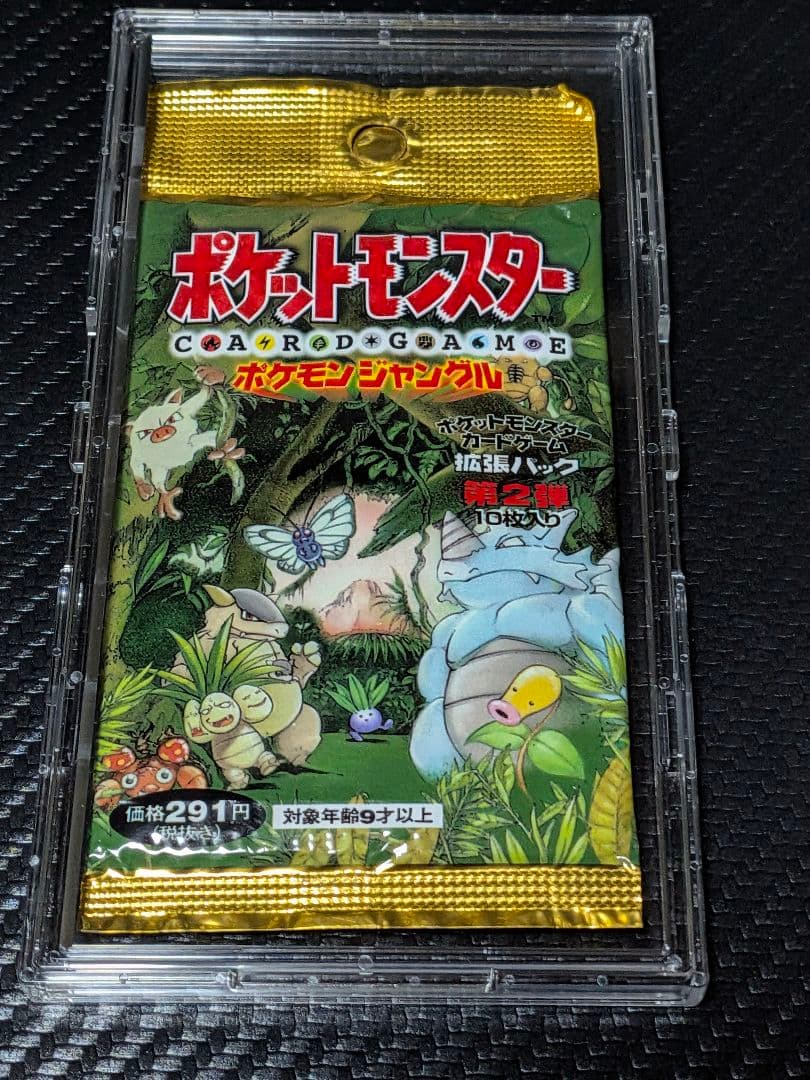 ポケットモンスター
TM
CARDGAME
ポケモンジャングル
ポケットモンスター
カードゲーム
拡張パック
第2弾
10枚入り
価格291円
(税抜き)
対象年齢9才以上